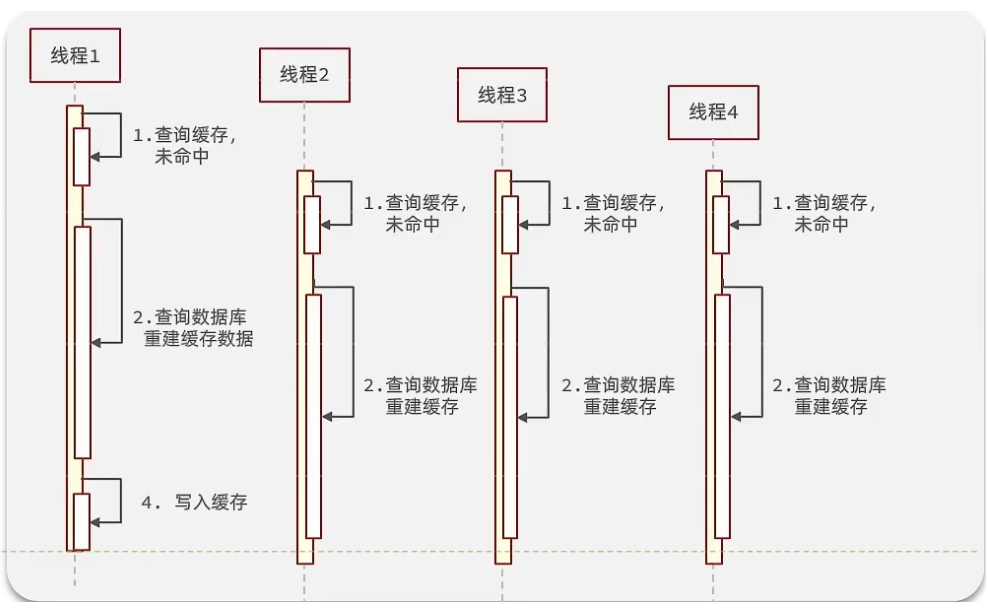 线程1
线程2
线程3
线程4
1.查询缓存,
未命中
2.查询数据库
重建缓存数据
4. 写入缓存
1.查询缓存,
未命中
2.查询数据库
重建缓存
1.查询缓存,
未命中
2.查询数据库
重建缓存
1.查询缓存,
未命中
2.查询数据库
重建缓存